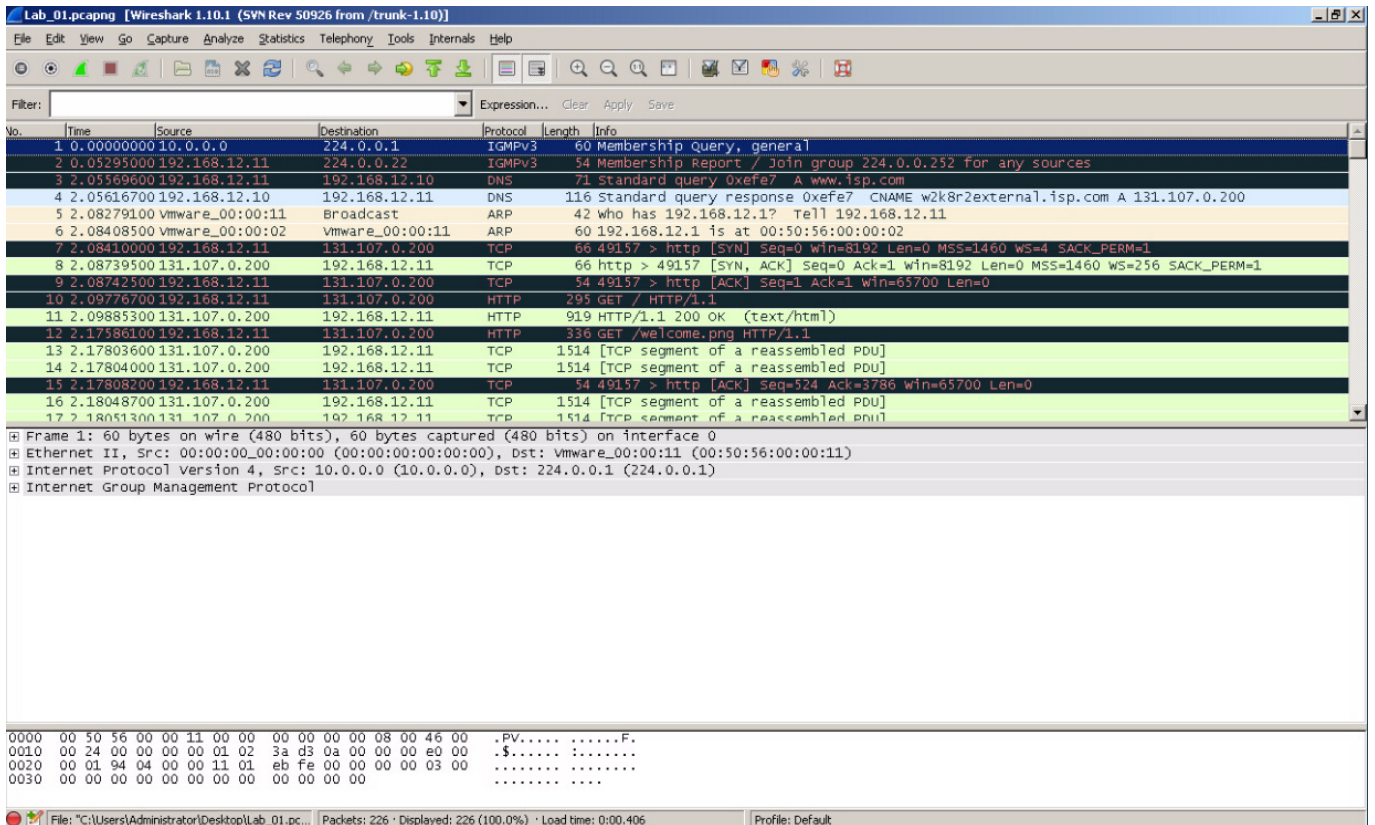 Lab_01.pcapng [Wireshark 1.10.1 (SVN Rev 50926 from /trunk-1.10)]
File Edit View Go Capture Analyze Statistics Telephony Tools Internals Help
Filter: Expression... Clear Apply Save
No. Time Source Destination Protocol Length Info
1 0.00000000 10.0.0.0 224.0.0.1 IGMPv3 60 Membership Query, general
2 0.05295000 192.168.12.11 224.0.0.22 IGMPv3 54 Membership Report / Join group 224.0.0.252 for any sources
3 2.05569600 192.168.12.11 192.168.12.10 DNS 71 Standard query 0xefe7 A www.isp.com
4 2.05616700 192.168.12.10 192.168.12.11 DNS 116 Standard query response 0xefe7 CNAME w2k8r2external.isp.com A 131.107.0.200
5 2.08279100 Vmware_00:00:11 Broadcast ARP 42 Who has 192.168.12.1? Tell 192.168.12.11
6 2.08408500 Vmware_00:00:02 Vmware_00:00:11 ARP 60 192.168.12.1 is at 00:50:56:00:00:02
7 2.08410000 192.168.12.11 131.107.0.200 TCP 66 49157 > http [SYN] Seq=0 Win=8192 Len=0 MSS=1460 WS=4 SACK_PERM=1
8 2.08739500 131.107.0.200 192.168.12.11 TCP 66 http > 49157 [SYN, ACK] Seq=0 Ack=1 Win=8192 Len=0 MSS=1460 WS=256 SACK_PERM=1
9 2.08742500 192.168.12.11 131.107.0.200 TCP 54 49157 > http [ACK] Seq=1 Ack=1 Win=65700 Len=0
10 2.09776700 192.168.12.11 131.107.0.200 HTTP 295 GET / HTTP/1.1
11 2.09885300 131.107.0.200 192.168.12.11 HTTP 919 HTTP/1.1 200 OK (text/html)
12 2.17586100 192.168.12.11 131.107.0.200 HTTP 336 GET /welcome.png HTTP/1.1
13 2.17803600 131.107.0.200 192.168.12.11 TCP 1514 [TCP segment of a reassembled PDU]
14 2.17804000 131.107.0.200 192.168.12.11 TCP 1514 [TCP segment of a reassembled PDU]
15 2.17808200 192.168.12.11 131.107.0.200 TCP 54 49157 > http [ACK] Seq=524 Ack=3786 Win=65700 Len=0
16 2.18048700 131.107.0.200 192.168.12.11 TCP 1514 [TCP segment of a reassembled PDU]
17 2.18051300 131.107.0.200 192.168.12.11 TCP 1514 [TCP segment of a reassembled PDU]
Frame 1: 60 bytes on wire (480 bits), 60 bytes captured (480 bits) on interface 0
Ethernet II, Src: 00:00:00_00:00:00 (00:00:00:00:00:00), Dst: Vmware_00:00:11 (00:50:56:00:00:11)
Internet Protocol Version 4, Src: 10.0.0.0 (10.0.0.0), Dst: 224.0.0.1 (224.0.0.1)
Internet Group Management Protocol
0000 00 50 56 00 00 11 00 00 00 00 00 00 08 00 46 00 .PV..... ......F.
0010 00 24 00 00 00 00 01 02 3a d3 0a 00 00 00 e0 00 .$...... :.......
0020 00 01 94 04 00 00 11 01 eb fe 00 00 00 00 03 00 ........ ........
0030 00 00 00 00 00 00 00 00 00 00 00 00 ........ ....
File: "C:\Users\Administrator\Desktop\Lab_01.pc... Packets: 226 · Displayed: 226 (100.0%) · Load time: 0:00.406 Profile: Default